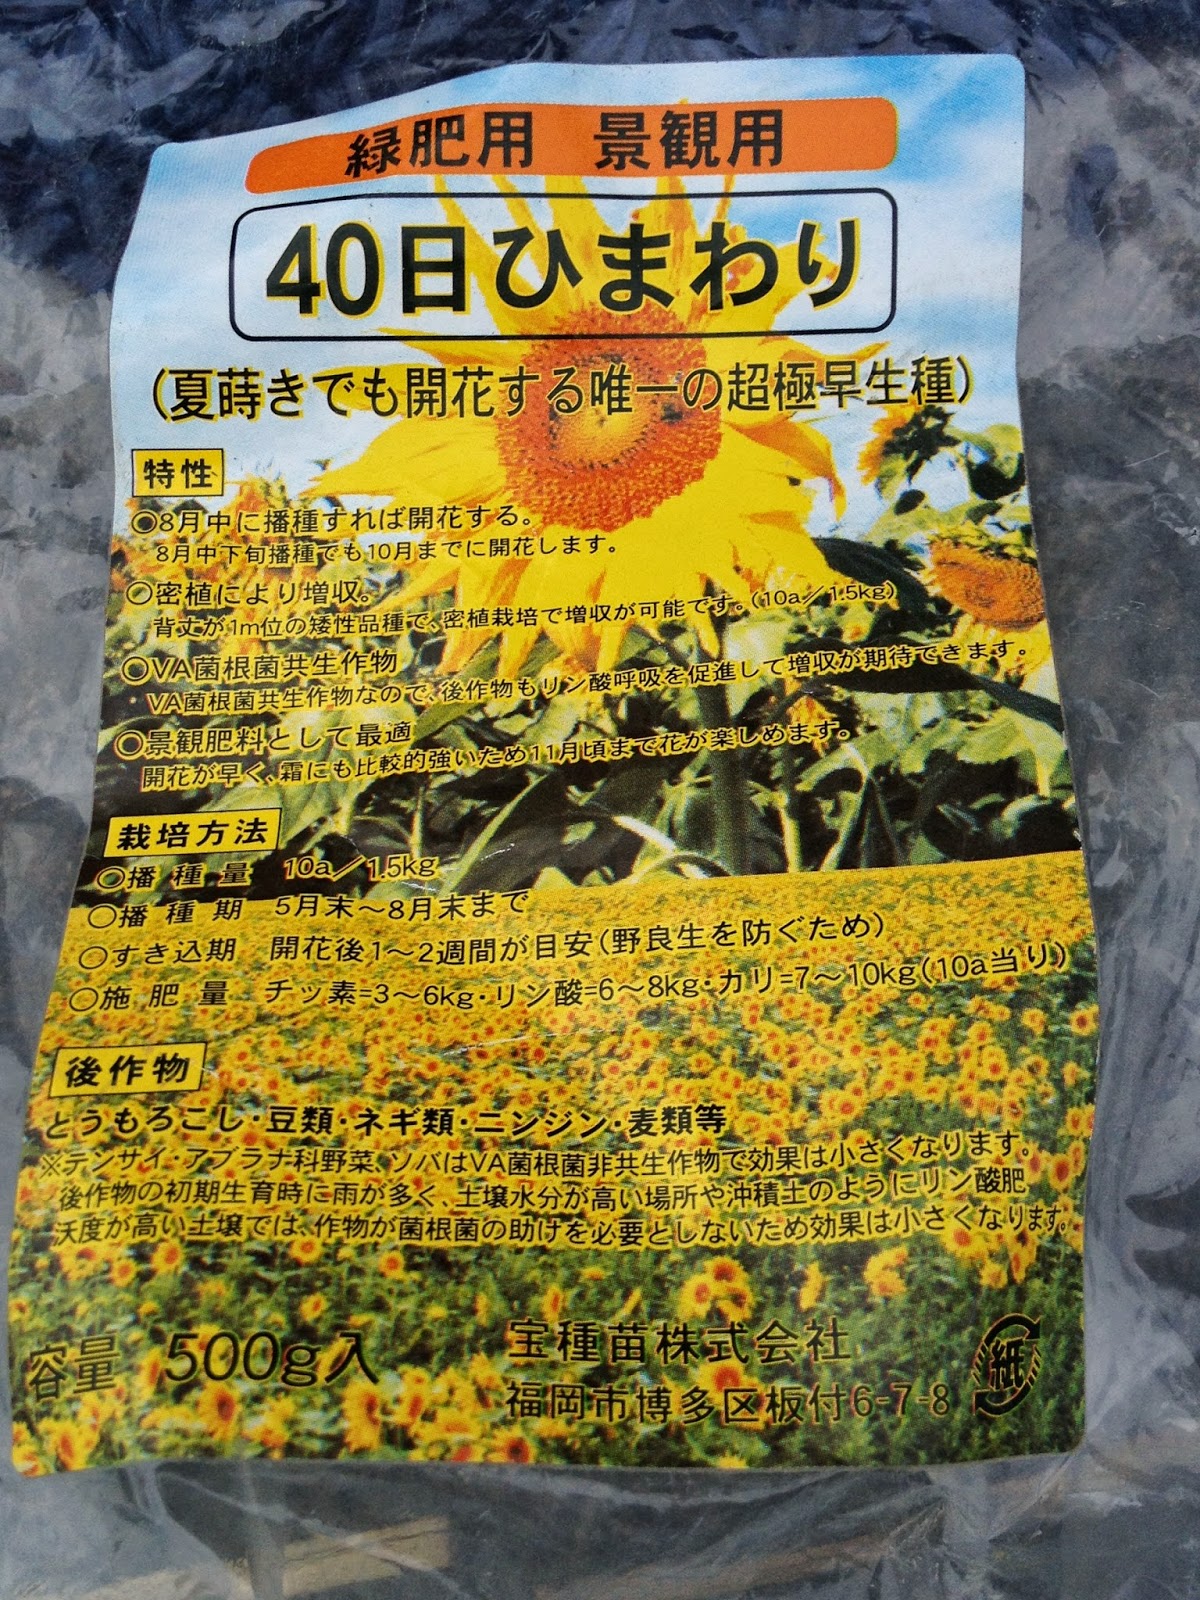 緑肥用 景観用
40日ひまわり
(夏蒔きでも開花する唯一の超極早生種)
特性
◎8月中に播種すれば開花する。
8月中下旬播種でも10月までに開花します。
○密植により増収。
背丈が1m位の矮性品種で、密植栽培で増収が可能です。(10a/1.5kg)
○VA菌根菌共生作物
VA菌根菌共生作物なので、後作物もリン酸呼吸を促進して増収が期待できます。
○景観肥料として最適
開花が早く、霜にも比較的強いため11月頃まで花が楽しめます。
栽培方法
○播種量 10a/1.5kg
○播種期 5月末～8月末まで
○すき込期 開花後1～2週間が目安(野良生を防ぐため)
○施肥量 チッ素=3～6kg・リン酸=6～8kg・カリ=7～10kg(10a当り)
後作物
とうもろこし・豆類・ネギ類・ニンジン・麦類等
※テンサイ・アブラナ科野菜、ソバはVA菌根菌非共生作物で効果は小さくなります。
後作物の初期生育時に雨が多く、土壌水分が高い場所や沖積土のようにリン酸肥
沃度が高い土壌では、作物が菌根菌の助けを必要としないため効果は小さくなります。
容量 500g入
宝種苗株式会社
福岡市博多区板付6-7-8
紙